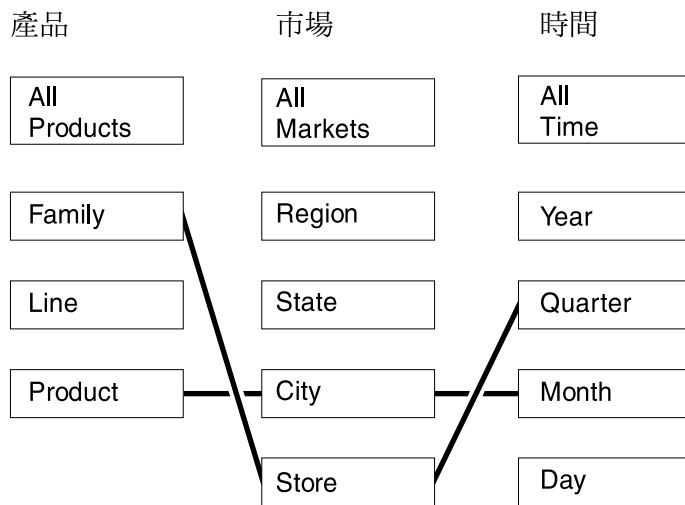 產品 市場 時間
All Products
All Markets
All Time
Family Region Year
Line State Quarter
Product City Month
Store Day